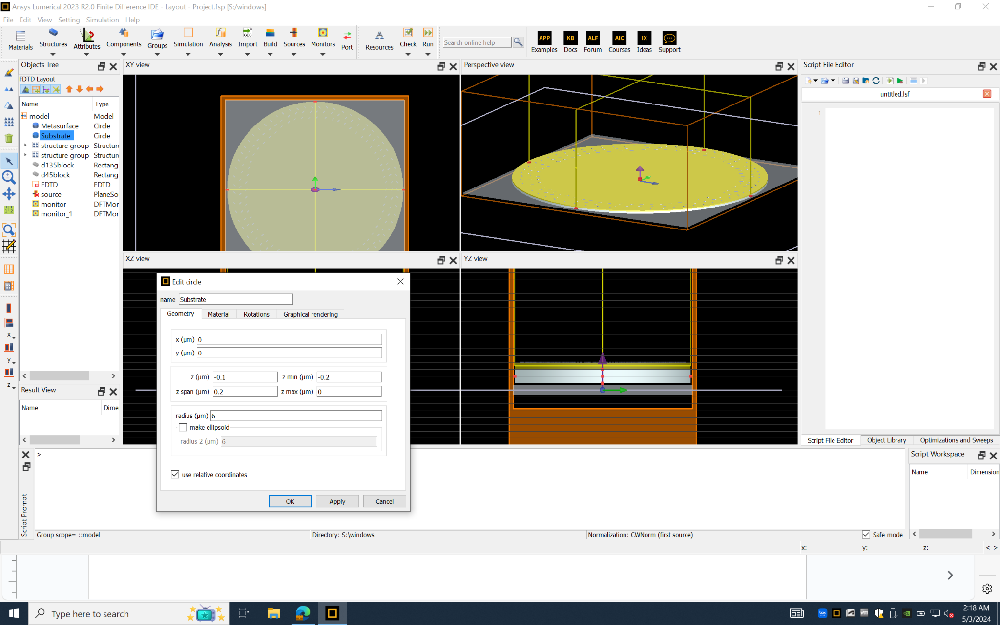 Ansys Lumerical 2023 R2.0 Finite Difference IDE - Layout - Project.fsp [S:/windows]
File Edit View Setting Simulation Help
Materials Structures Attributes Components Groups Simulation Analysis Import Build Sources Monitors Port Resources Check Run
GDS
Search online help
APP KB ALF AIC IX
Examples Docs Forum Courses Ideas Support
Objects Tree
FDTD Layout
Name Type
model Model
Metasurface Circle
Substrate Circle
structure group Structure
structure group Structure
d135block Rectang
d45block Rectang
FDTD FDTD
source PlaneSo
monitor DFTMor
monitor_1 DFTMor
XY view
Perspective view
XZ view
YZ view
Script File Editor
untitled.lsf
1
x
y
z
Edit circle
name Substrate
Geometry Material Rotations Graphical rendering
x (μm) 0
y (μm) 0
z (μm) -0.1 z min (μm) -0.2
z span (μm) 0.2 z max (μm) 0
radius (μm) 6
make ellipsoid
radius 2 (μm) 6
use relative coordinates
OK Apply Cancel
Result View
Name Dime
Script File Editor Object Library Optimizations and Sweeps
Script Prompt
>
Script Workspace
Name Dimension
Group scope= ::model Directory: S:\windows Normalization: CWNorm (first source) Safe-mode
x: y: z: < >
Type here to search
box
vm
2:18 AM
5/3/2024